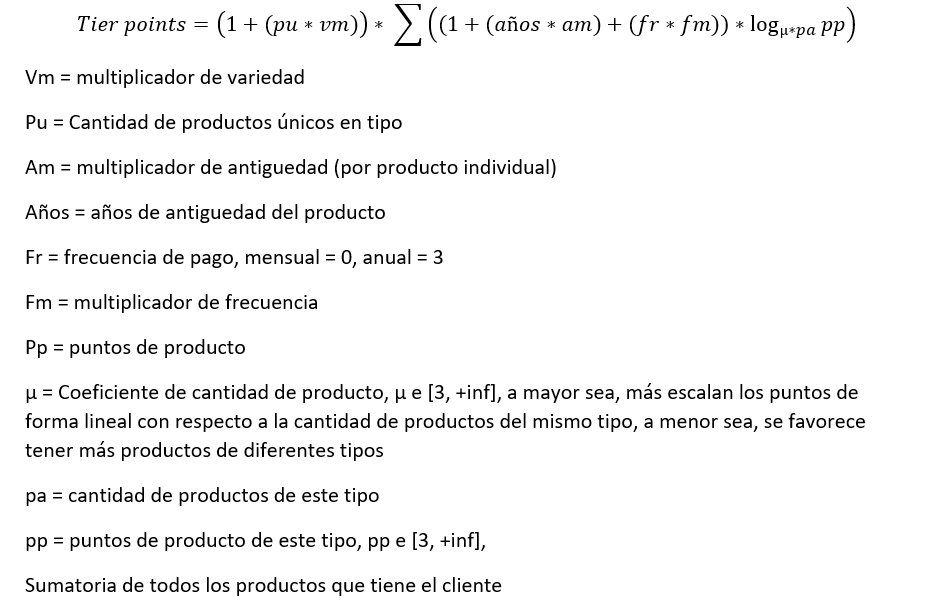 Tier points = (1 + (pu * vm)) * ∑ ((1 + (años * am) + (fr * fm)) * log_{μ*pa} pp)
Vm = multiplicador de variedad
Pu = Cantidad de productos únicos en tipo
Am = multiplicador de antiguedad (por producto individual)
Años = años de antiguedad del producto
Fr = frecuencia de pago, mensual = 0, anual = 3
Fm = multiplicador de frecuencia
Pp = puntos de producto
μ = Coeficiente de cantidad de producto, μ e [3, +inf], a mayor sea, más escalan los puntos de
forma lineal con respecto a la cantidad de productos del mismo tipo, a menor sea, se favorece
tener más productos de diferentes tipos
pa = cantidad de productos de este tipo
pp = puntos de producto de este tipo, pp e [3, +inf],
Sumatoria de todos los productos que tiene el cliente